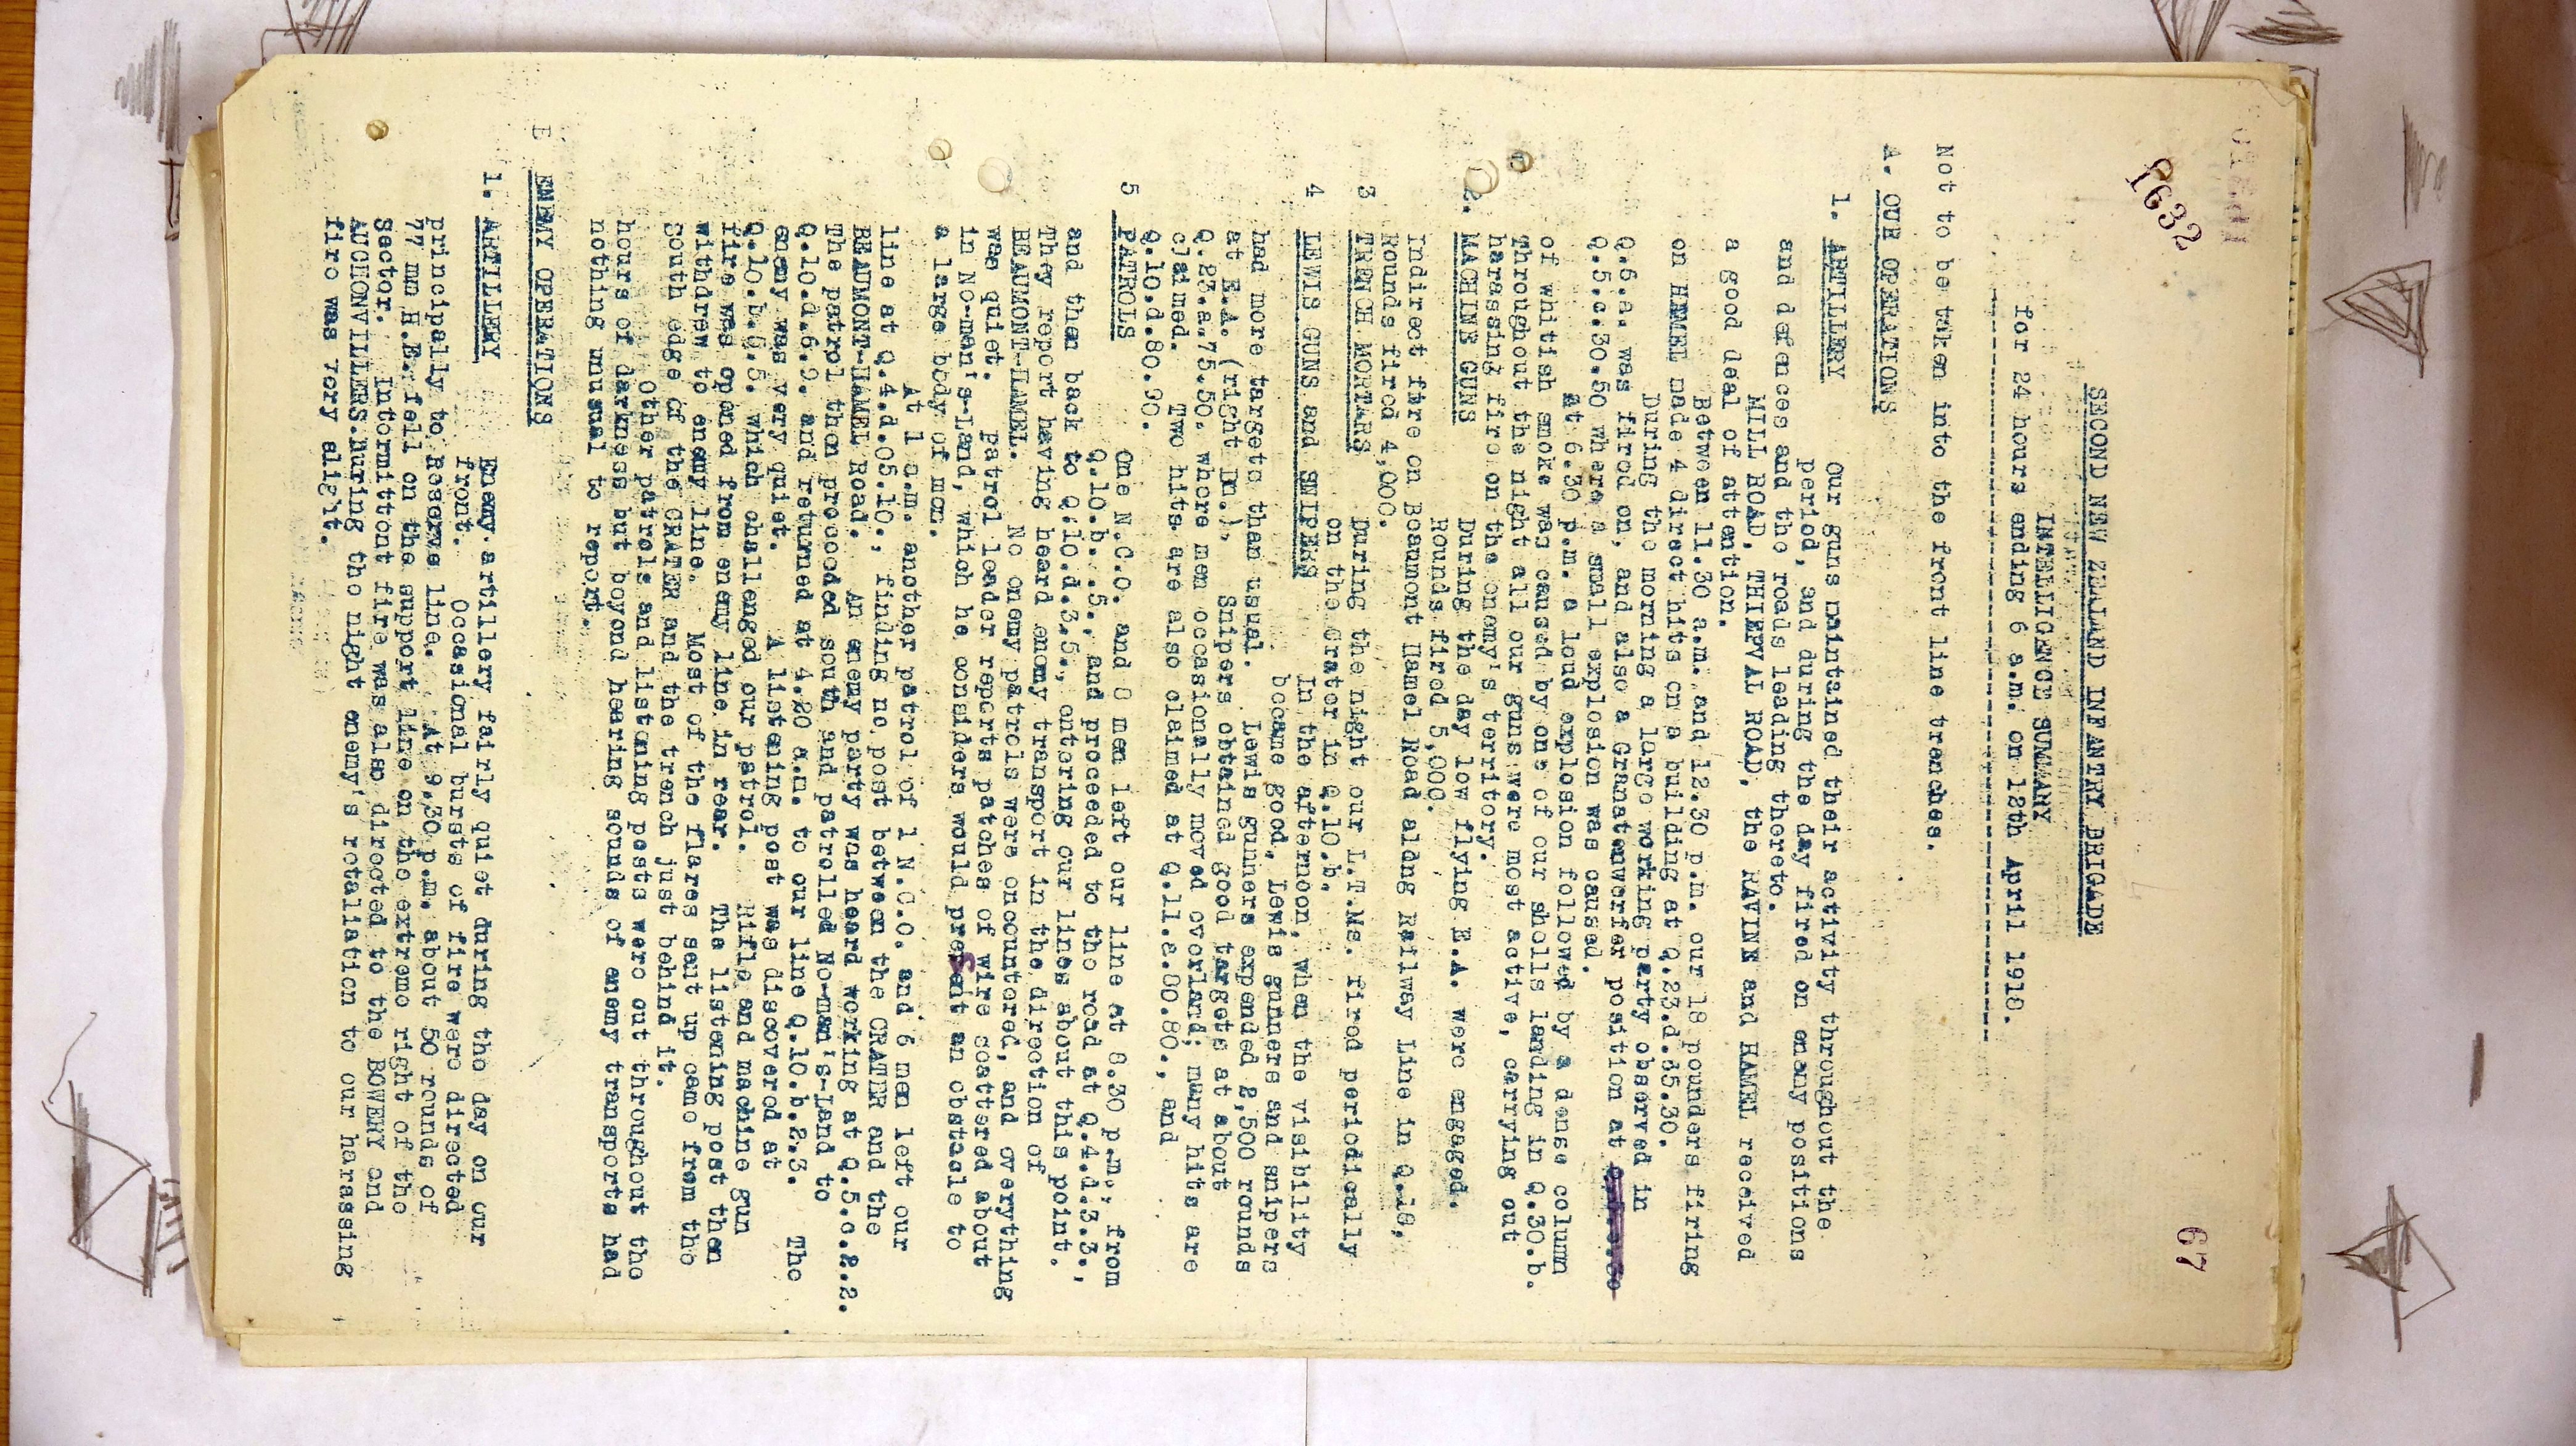 1632
67
SECOND NEW ZEALAND INFANTRY BRIGADE
INTELLIGENCE SUMMARY
for 24 hours ending 6 a.m. on 12th April 1918.
Not to be taken into the front line trenches.
A. OUR OPERATIONS
1. ARTILLERY Our guns maintained their activity throughout the
period, and during the day fired on enemy positions
and defences and the roads leading thereto.
MILL ROAD, THIEPVAL ROAD, the RAVINE and HAMEL received
a good deal of attention.
Between 11.30 a.m. and 12.30 p.m. our 18 pounders firing
on HAMEL made 4 direct hits on a building at Q.23.d.85.30.
During the morning a large working party observed in
Q.6.a. was fired on, and also a Granatenwerfer position at
Q.5.c.30.50 where a small explosion was caused.
At 6.30 p.m. a loud explosion followed by a dense column
of whitish smoke was caused by one of our shells landing in Q.30.b.
Throughout the night all our guns were most active, carrying out
harassing fire on the enemy's territory.
2. MACHINE GUNS During the day low flying E.A. were engaged.
Rounds fired 5,000.
Indirect fire on Beaumont Hamel Road along Railway Line in Q.18,
Rounds fired 4,000.
3 TRENCH MORTARS During the night our L.T.Ms. fired periodically
on the Crater in Q.10.b.
4 LEWIS GUNS and SNIPERS In the afternoon, when the visibility
became good, Lewis gunners and snipers
had more targets than usual. Lewis gunners expended 2,500 rounds
at E.A. (right Bn.). Snipers obtained good targets at about
Q.23.a.75.50. where men occasionally moved overland; many hits are
claimed. Two hits are also claimed at Q.11.a.80.80., and
Q.10.d.80.90.
5 PATROLS One N.C.O. and 8 men left our line at 8.30 p.m., from
Q.10.b. .5., and proceeded to the road at Q.4.d.3.3.,
and then back to Q.10.d.3.5., entering our lines about this point.
They report having heard enemy transport in the direction of
BEAUMONT-HAMEL. No enemy patrols were encountered, and everything
was quiet. Patrol leader reports patches of wire scattered about
in No-man's-Land, which he considers would present an obstacle to
a large body of men.
At 1 a.m. another patrol of 1 N.C.O. and 6 men left our
line at Q.4.d.05.10., finding no post between the CRATER and the
BEAUMONT-HAMEL Road. An enemy party was heard working at Q.5.c.2.2.
The patrol then proceeded south and patrolled No-man's-Land to
Q.10.d.6.9. and returned at 4.20 a.m. to our line Q.10.b.2.3. The
enemy was very quiet. A listening post was discovered at
Q.10.b.5.5. which challenged our patrol. Rifle and machine gun
fire was opened from enemy line in rear. The listening post then
withdrew to enemy line. Most of the flares sent up came from the
south edge of the CRATER and the trench just behind it.
Other patrols and listening posts were out throughout the
hours of darkness but beyond hearing sounds of enemy transports had
nothing unusual to report.
B ENEMY OPERATIONS
1. ARTILLERY Enemy artillery fairly quiet during the day on our
front. Occasional bursts of fire were directed
principally to Reserve line. At 9.30 p.m. about 50 rounds of
77 mm H.E. fell on the support line on the extreme right of the
Sector. Intermittent fire was also directed to the BOWERY and
AUCHONVILLERS. During the night enemy's retaliation to our harassing
fire was very slight.